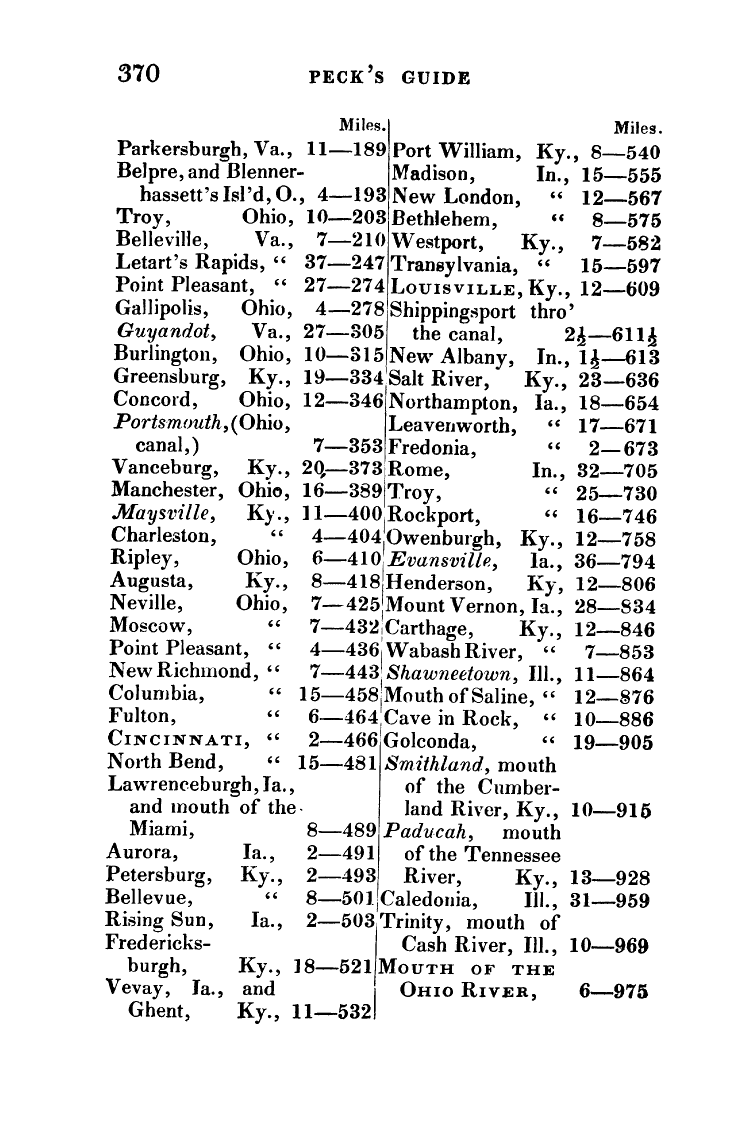 370 PECK'S GUIDE
Miles.
Parkersburgh, Va., 11—189
Belpre, and Blenner-
hassett's Isl'd, O., 4—193
Troy, Ohio, 10—203
Belleville, Va., 7—210
Letart's Rapids, “ 37—247
Point Pleasant, “ 27—274
Gallipolis, Ohio, 4—278
Guyandot, Va., 27—305
Burlington, Ohio, 10—315
Greensburg, Ky., 19—334
Concord, Ohio, 12—346
Portsmouth, (Ohio,
canal,) 7—353
Vanceburg, Ky., 20,—373
Manchester, Ohio, 16—389
Maysville, Ky., 11—400
Charleston, “ 4—404
Ripley, Ohio, 6—410
Augusta, Ky., 8—418
Neville, Ohio, 7—425
Moscow, “ 7—432
Point Pleasant, “ 4—436
New Richmond, “ 7—443
Columbia, “ 15—458
Fulton, “ 6—464
CINCINNATI, “ 2—466
North Bend, “ 15—481
Lawrenceburgh, Ia.,
and mouth of the
Miami, 8—489
Aurora, Ia., 2—491
Petersburg, Ky., 2—493
Bellevue, “ 8—501
Rising Sun, Ia., 2—503
Fredericks-
burgh, Ky., 18—521
Vevay, Ia., and
Ghent, Ky., 11—532
Miles.
Port William, Ky., 8—540
Madison, In., 15—555
New London, “ 12—567
Bethlehem, “ 8—575
Westport, Ky., 7—582
Transylvania, “ 15—597
LOUISVILLE, Ky., 12—609
Shippingsport thro'
the canal, 2½—611½
New Albany, In., 1½—613
Salt River, Ky., 23—636
Northampton, Ia., 18—654
Leavenworth, “ 17—671
Fredonia, “ 2—673
Rome, In., 32—705
Troy, “ 25—730
Rockport, “ 16—746
Owenburgh, Ky., 12—758
Evansville, Ia., 36—794
Henderson, Ky, 12—806
Mount Vernon, Ia., 28—834
Carthage, Ky., 12—846
Wabash River, “ 7—853
Shawneetown, Ill., 11—864
Mouth of Saline, “ 12—876
Cave in Rock, “ 10—886
Golconda, “ 19—905
Smithland, mouth
of the Cumber-
land River, Ky., 10—915
Paducah, mouth
of the Tennessee
River, Ky., 13—928
Caledonia, Ill., 31—959
Trinity, mouth of
Cash River, Ill., 10—969
MOUTH OF THE
OHIO RIVER, 6—975